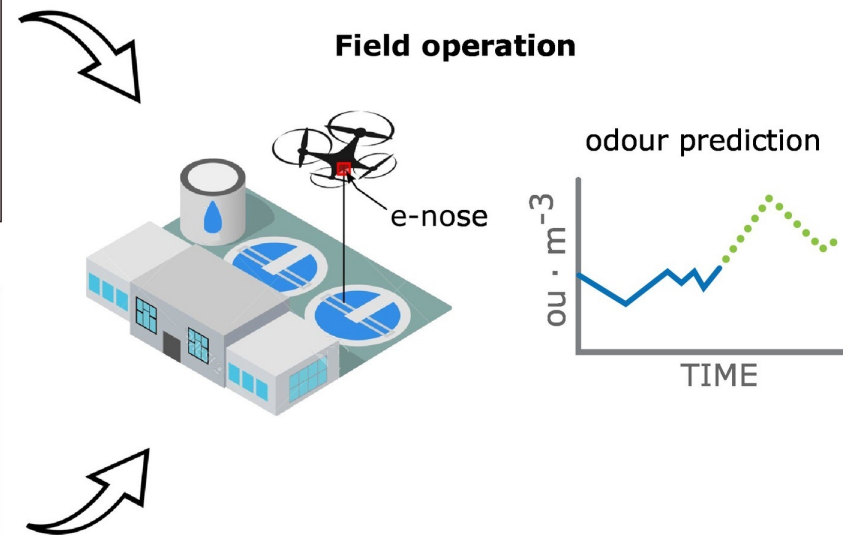 Field operation
odour prediction
e-nose
ou · m⁻³
TIME